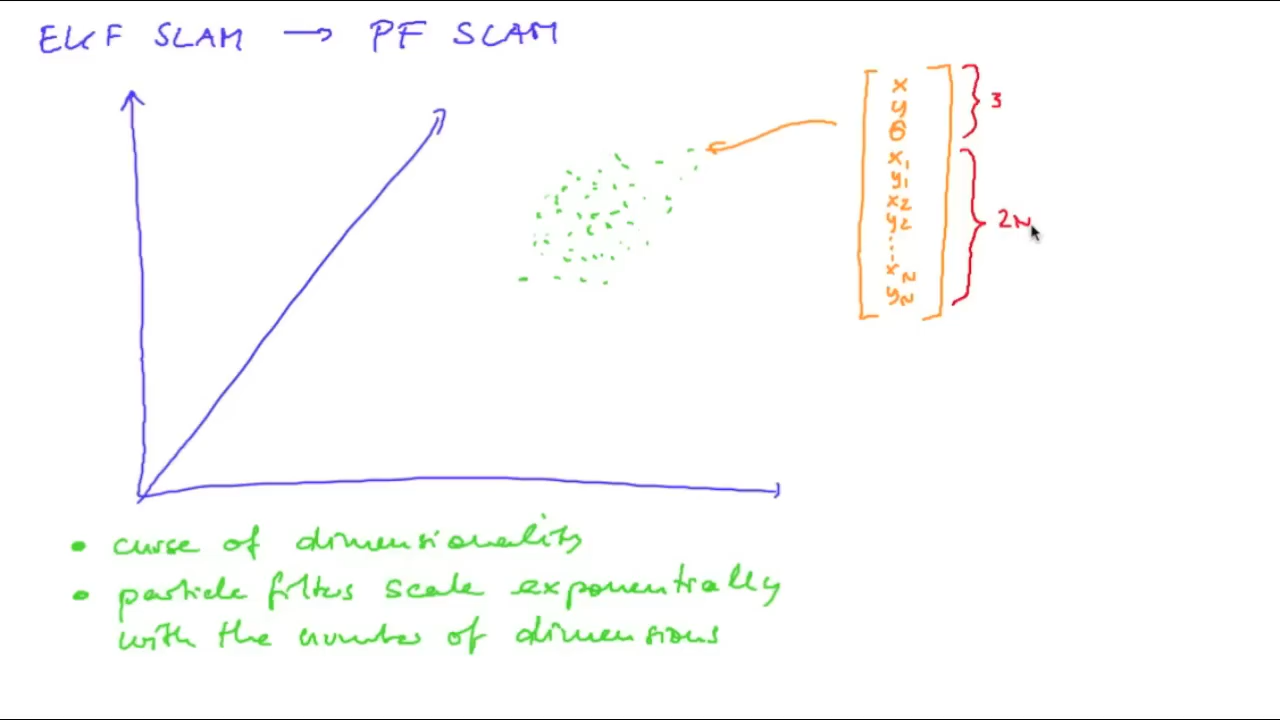 EKF SLAM → PF SLAM
x
y
θ
x1
y1
x2
y2
⋮
xN
yN
3
2N
• curse of dimensionality
• particle filters scale exponentially
with the number of dimensions